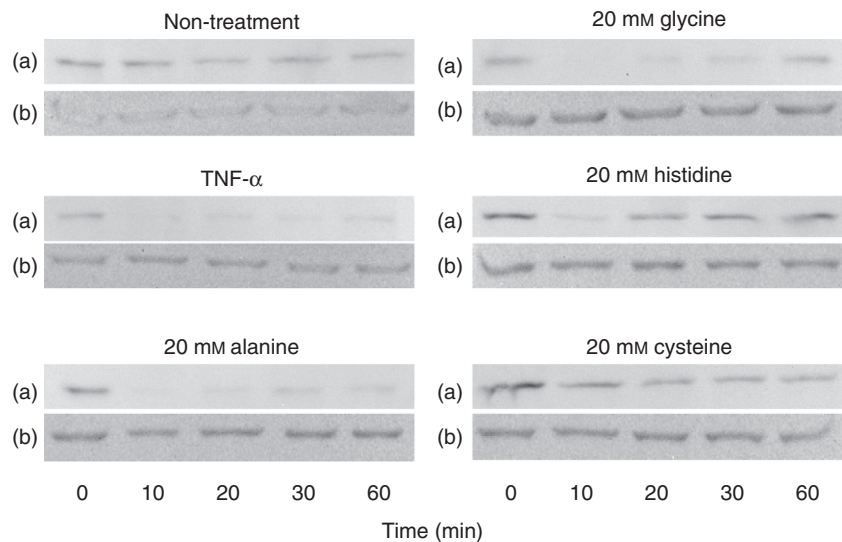 Non-treatment
(a)
(b)
20 mM glycine
(a)
(b)
TNF-α
(a)
(b)
20 mM histidine
(a)
(b)
20 mM alanine
(a)
(b)
20 mM cysteine
(a)
(b)
0 10 20 30 60 0 10 20 30 60
Time (min)